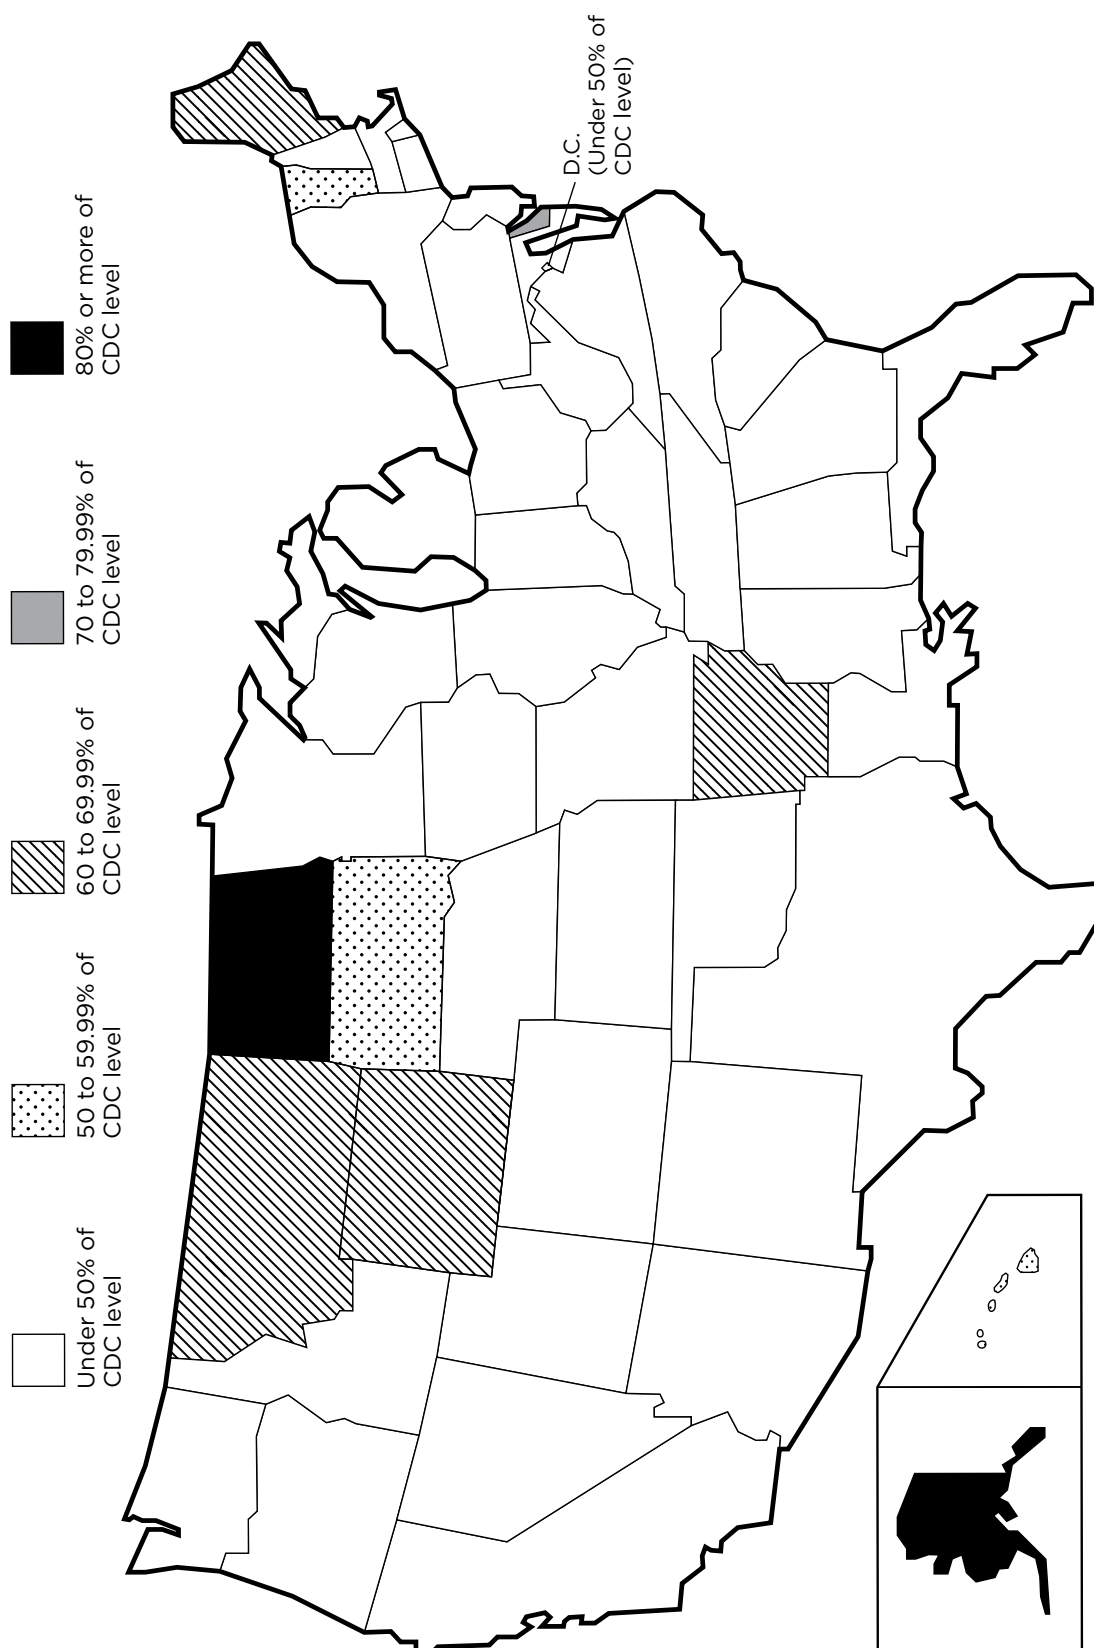 Under 50% of
CDC level
50 to 59.99% of
CDC level
60 to 69.99% of
CDC level
70 to 79.99% of
CDC level
80% or more of
CDC level
D.C.
(Under 50% of
CDC level)